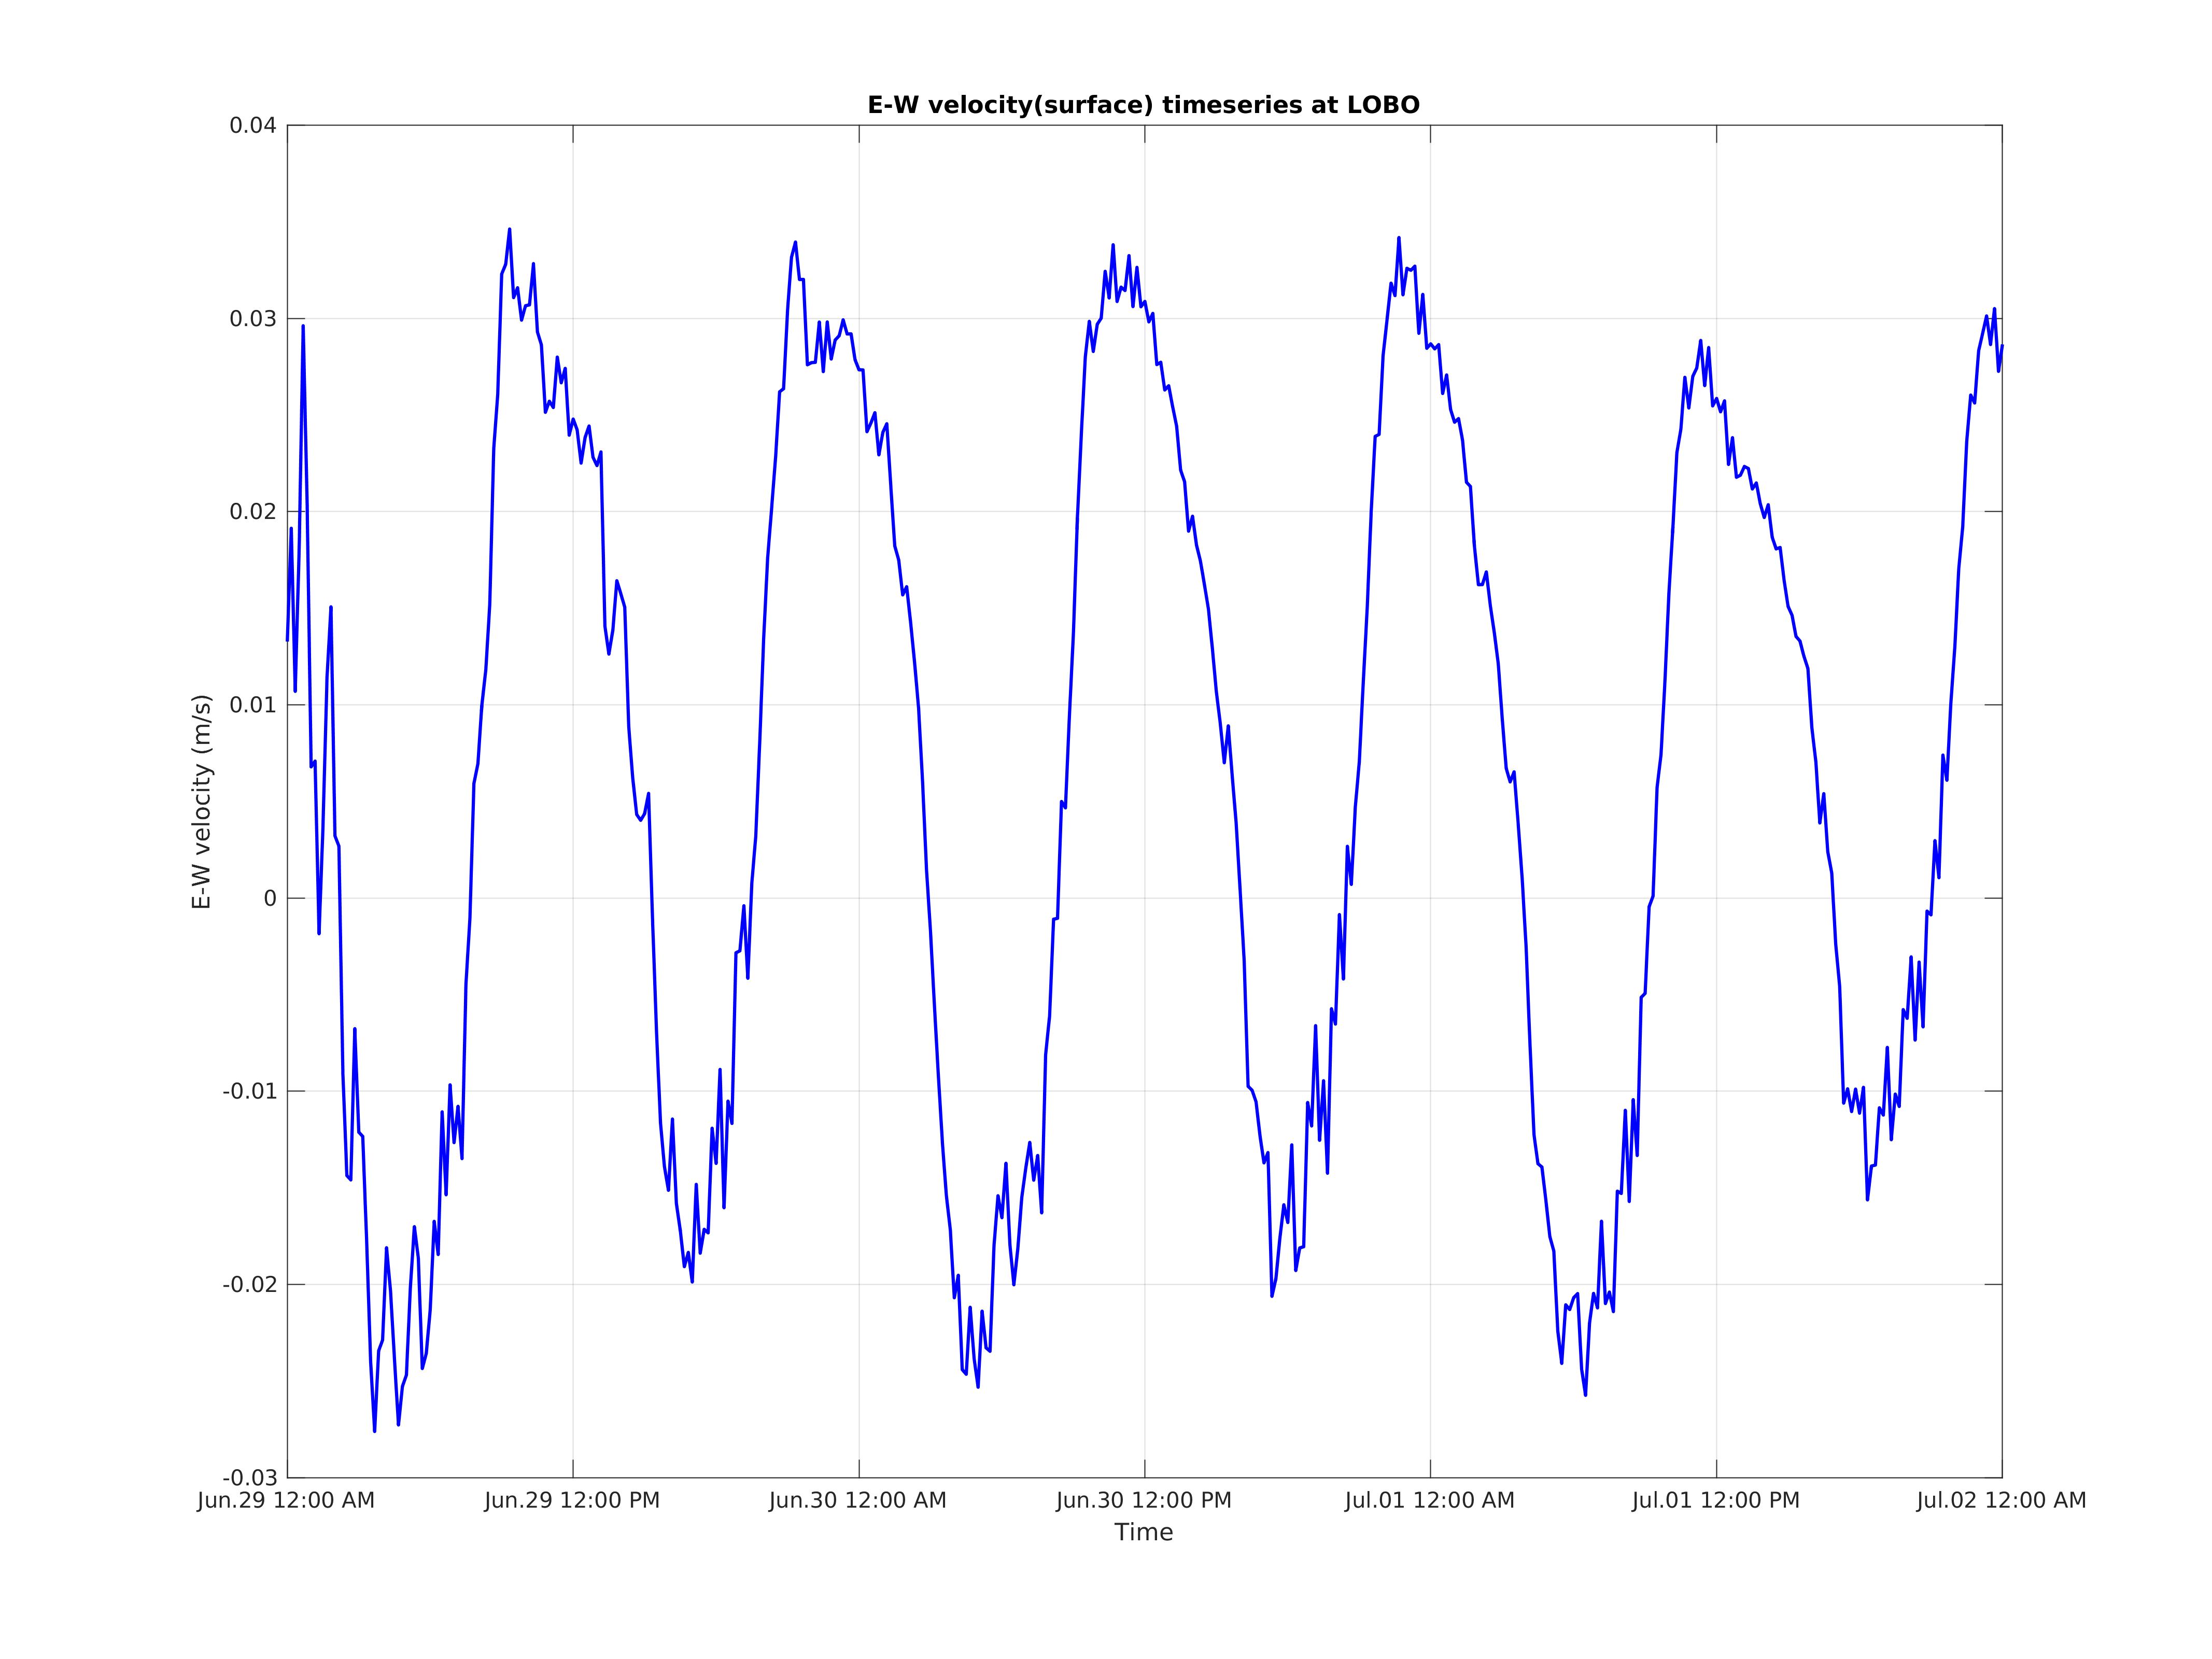 E-W velocity(surface) timeseries at LOBO
0.04
0.03
0.02
0.01
0
-0.01
-0.02
-0.03
E-W velocity (m/s)
Jun.29 12:00 AM
Jun.29 12:00 PM
Jun.30 12:00 AM
Jun.30 12:00 PM
Jul.01 12:00 AM
Jul.01 12:00 PM
Jul.02 12:00 AM
Time